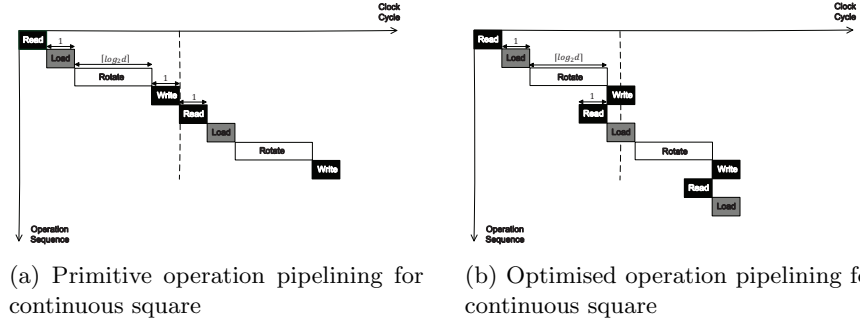 Clock
Cycle
Read
1
Load
⌈log₂d⌉
Rotate
1
Write
1
Read
Load
Rotate
Write
Operation
Sequence
(a) Primitive operation pipelining for
continuous square
Clock
Cycle
Read
1
Load
⌈log₂d⌉
Rotate
1
Write
Read
Load
Rotate
Write
Read
Load
Operation
Sequence
(b) Optimised operation pipelining f
continuous square